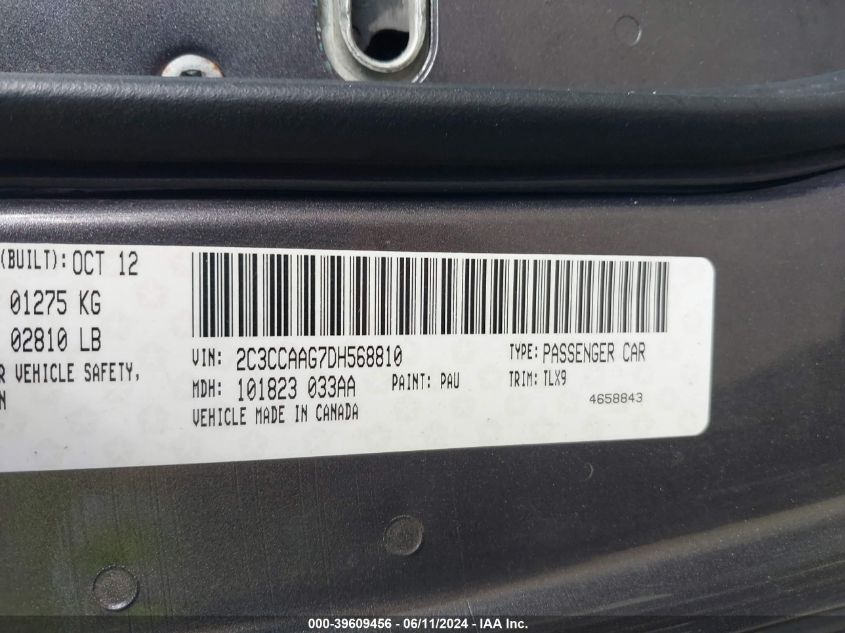 (BUILT): OCT 12
01275 KG
02810 LB
R VEHICLE SAFETY,
N
VIN: 2C3CCAAG7DH568810
TYPE: PASSENGER CAR
MDH: 101823 033AA
PAINT: PAU
TRIM: TLX9
VEHICLE MADE IN CANADA
4658843
000-39609456 - 06/11/2024 - IAA Inc.